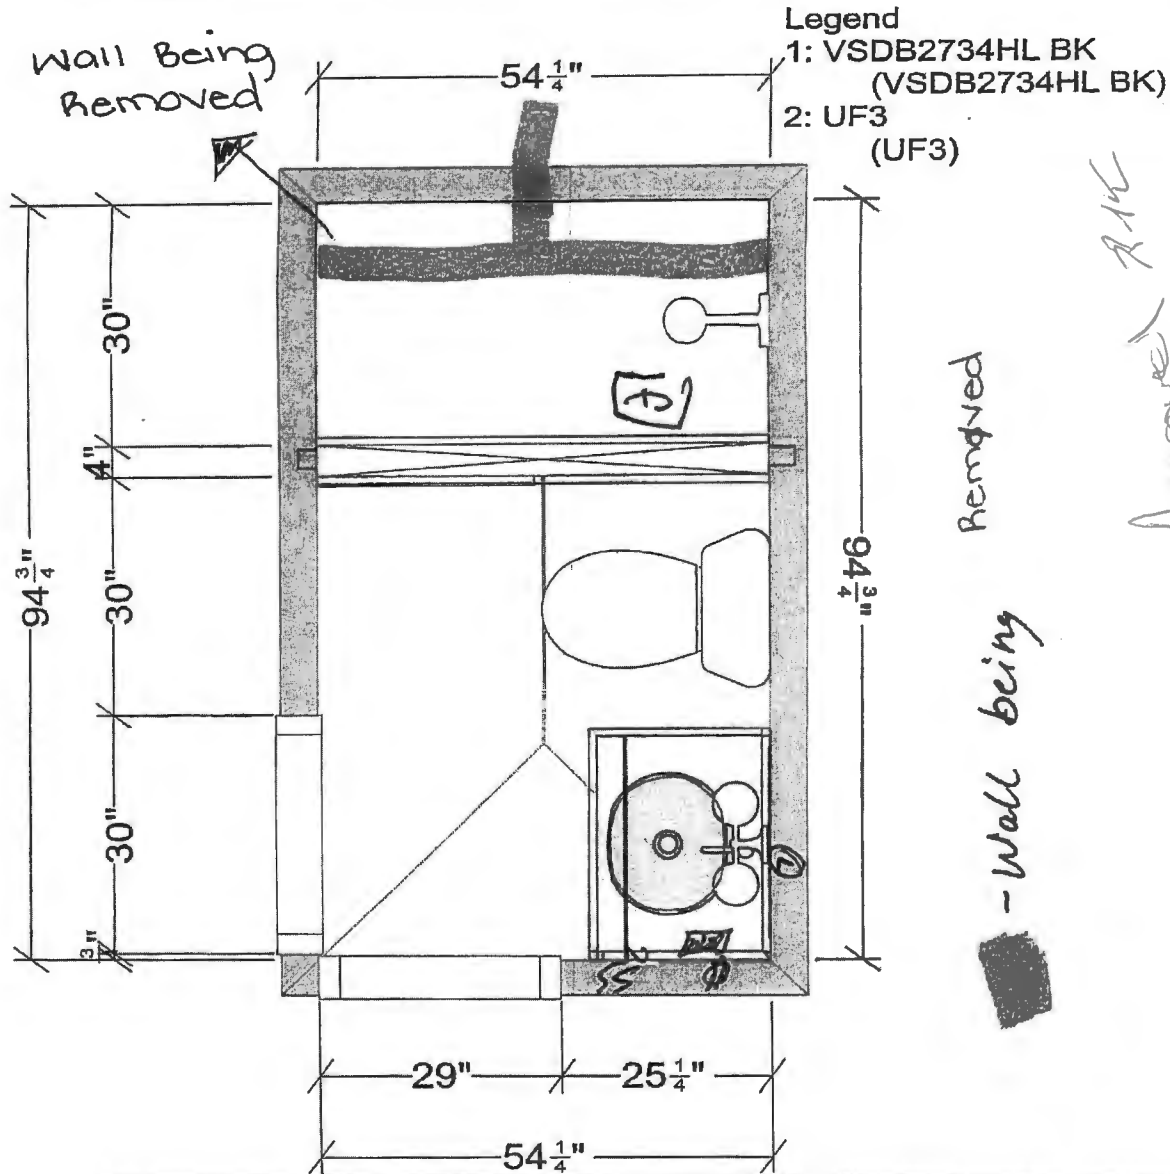 Wall Being
Removed
54 1/4"
Legend
1: VSDB2734HL BK
(VSDB2734HL BK)
2: UF3
(UF3)
94 3/4"
30"
4"
30"
30"
3"
94 3/4"
29"
25 1/4"
54 1/4"
- Wall being Removed